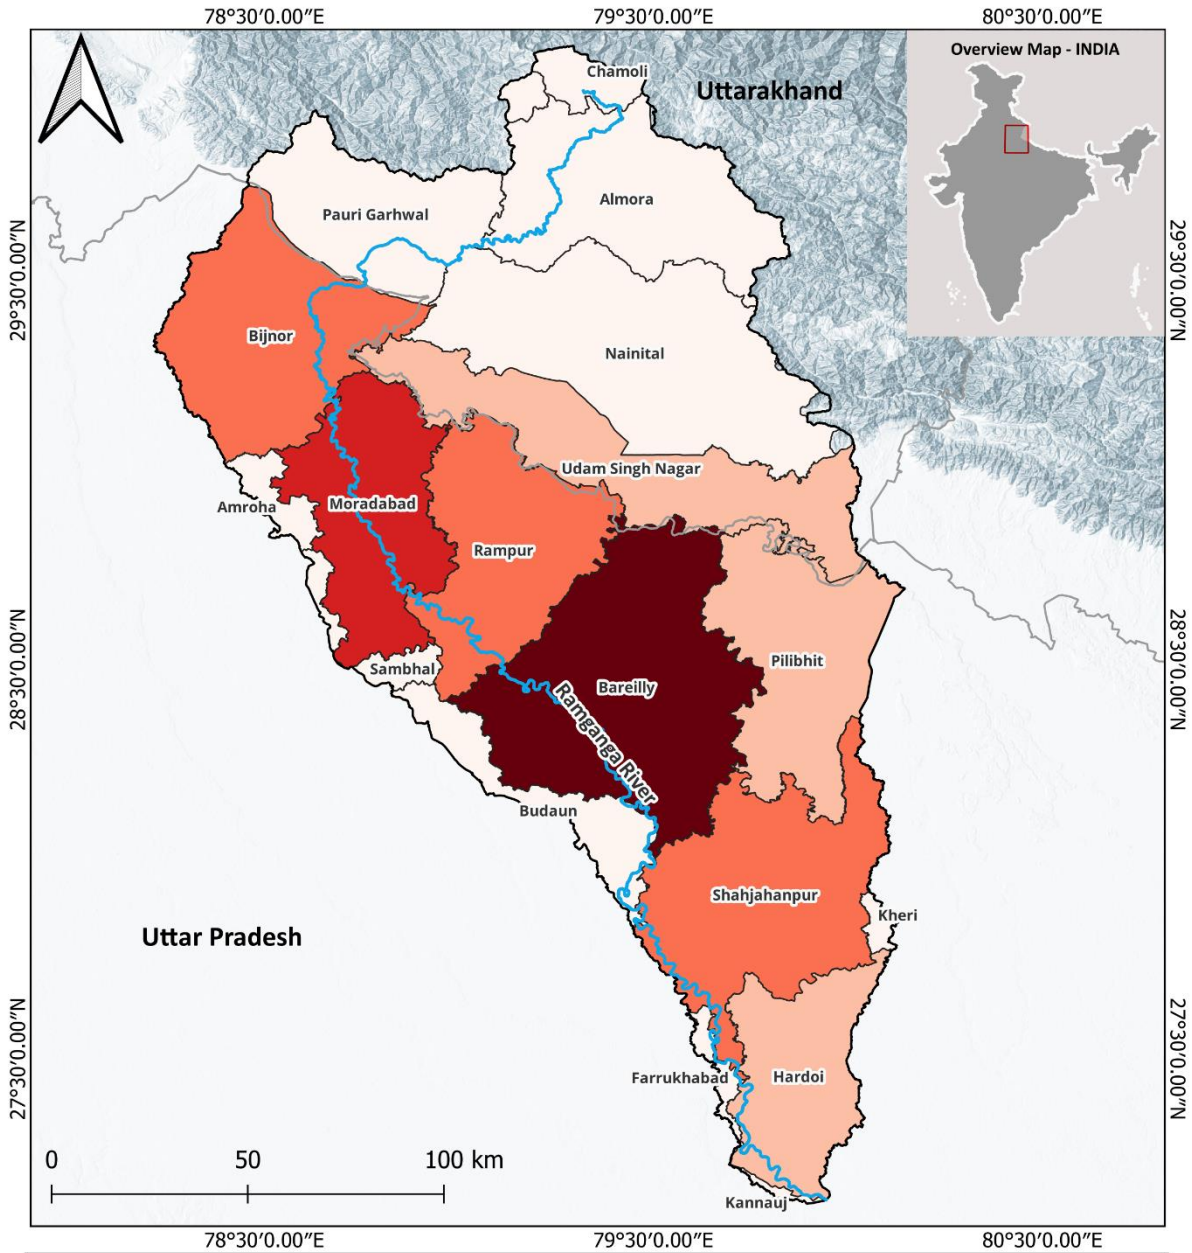 78°30′0.00″E
79°30′0.00″E
80°30′0.00″E
Overview Map - INDIA
Chamoli
Uttarakhand
Almora
Pauri Garhwal
29°30′0.00″N
29°30′0.00″N
Bijnor
Nainital
Udam Singh Nagar
Amroha
Moradabad
Rampur
28°30′0.00″N
28°30′0.00″N
Sambhal
Pilibhit
Bareilly
Ramganga River
Budaun
Shahjahanpur
Kheri
Uttar Pradesh
27°30′0.00″N
27°30′0.00″N
Farrukhabad
Hardoi
0 50 100 km
Kannauj
78°30′0.00″E
79°30′0.00″E
80°30′0.00″E